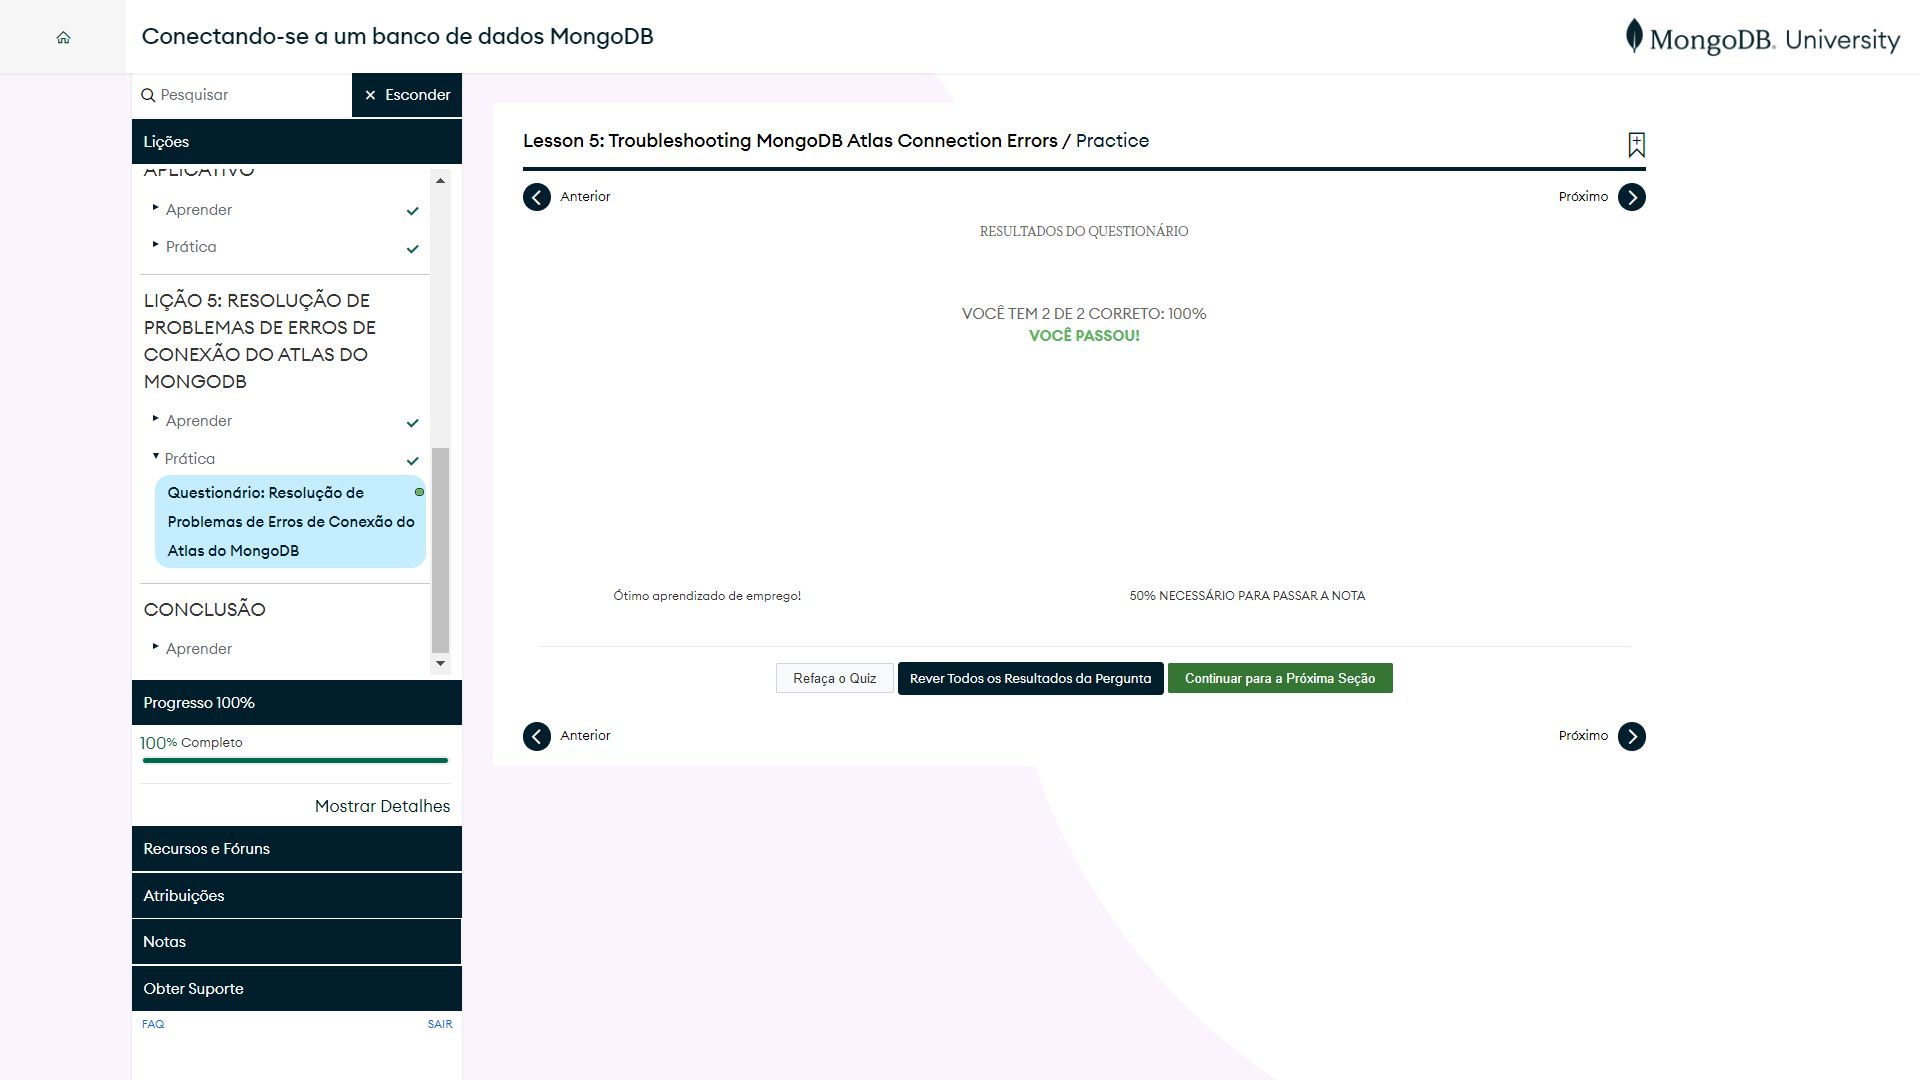 Conectando-se a um banco de dados MongoDB
MongoDB. University
Pesquisar
× Esconder
Lições
APLICATIVO
Aprender
Prática
LIÇÃO 5: RESOLUÇÃO DE
PROBLEMAS DE ERROS DE
CONEXÃO DO ATLAS DO
MONGODB
Aprender
Prática
Questionário: Resolução de
Problemas de Erros de Conexão do
Atlas do MongoDB
CONCLUSÃO
Aprender
Progresso 100%
100% Completo
Mostrar Detalhes
Recursos e Fóruns
Atribuições
Notas
Obter Suporte
FAQ
SAIR
Lesson 5: Troubleshooting MongoDB Atlas Connection Errors / Practice
Anterior
Próximo
RESULTADOS DO QUESTIONÁRIO
VOCÊ TEM 2 DE 2 CORRETO: 100%
VOCÊ PASSOU!
Ótimo aprendizado de emprego!
50% NECESSÁRIO PARA PASSAR A NOTA
Refaça o Quiz
Rever Todos os Resultados da Pergunta
Continuar para a Próxima Seção
Anterior
Próximo